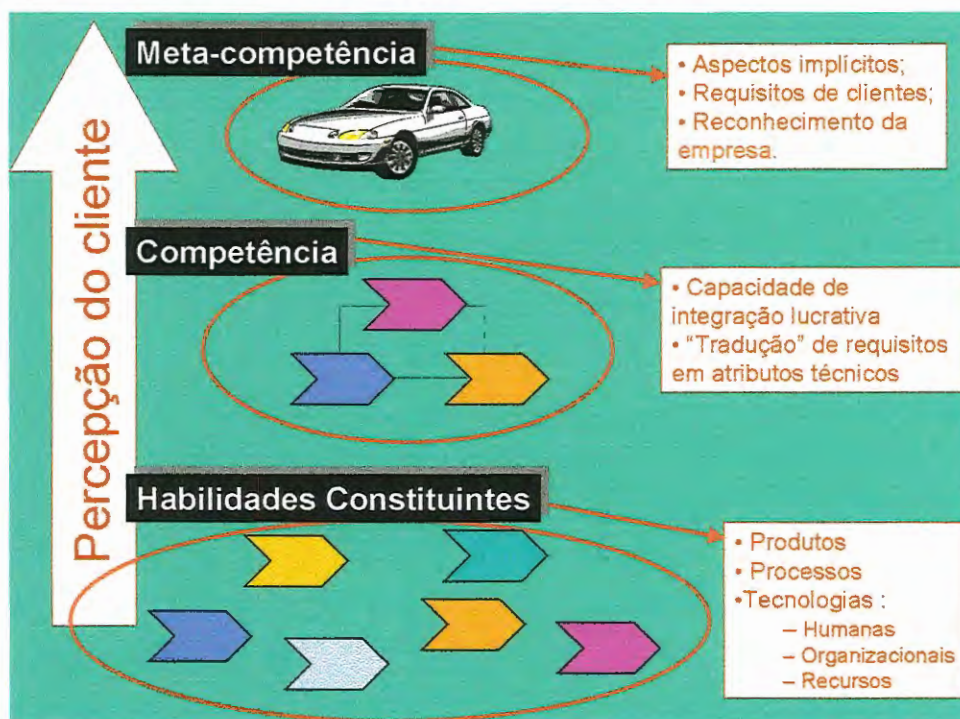 Percepção do cliente
Meta-competência
• Aspectos implícitos;
• Requisitos de clientes;
• Reconhecimento da
empresa.
Competência
• Capacidade de
integração lucrativa
• “Tradução” de requisitos
em atributos técnicos
Habilidades Constituintes
• Produtos
• Processos
•Tecnologias :
– Humanas
– Organizacionais
– Recursos